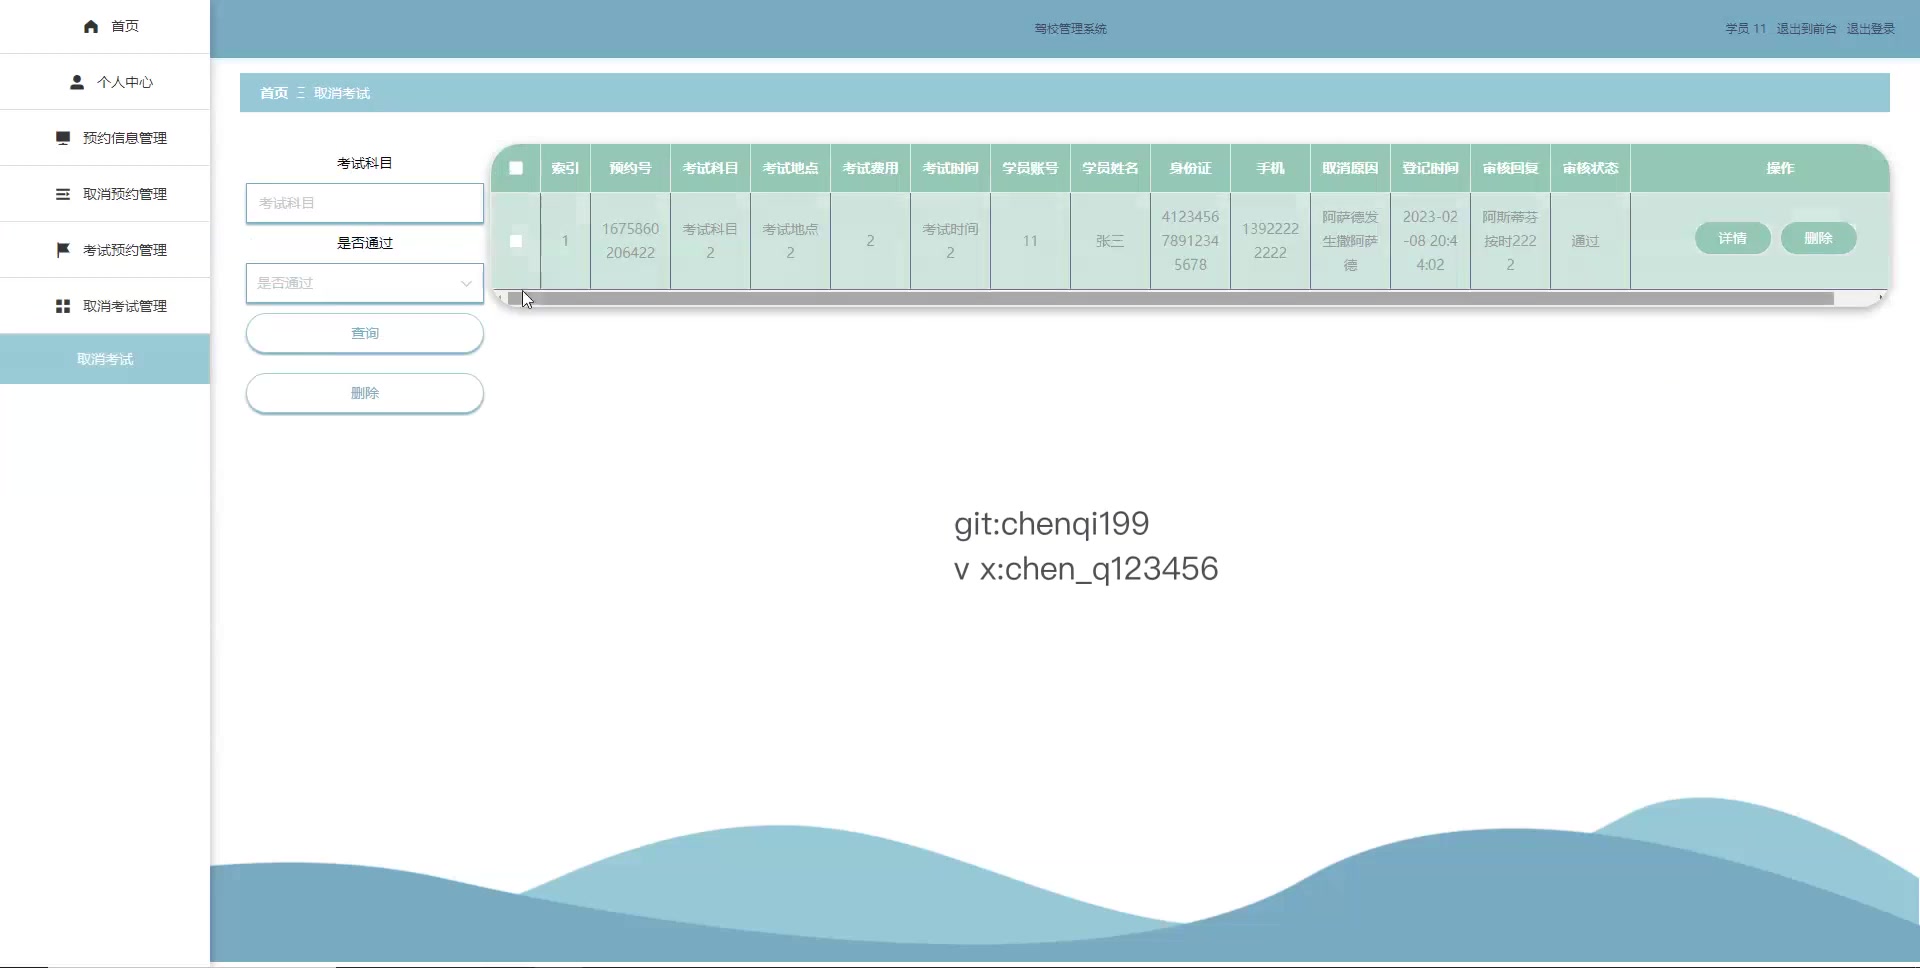 首页
个人中心
预约信息管理
取消预约管理
考试预约管理
取消考试管理
取消考试
驾校管理系统
学员 11 退出到前台 退出登录
首页 Ξ 取消考试
考试科目
考试科目
是否通过
是否通过
查询
删除
索引 预约号 考试科目 考试地点 考试费用 考试时间 学员账号 学员姓名 身份证 手机 取消原因 登记时间 审核回复 审核状态 操作
1
1675860
206422
考试科目
2
考试地点
2
2
考试时间
2
11
张三
4123456
7891234
5678
1392222
2222
阿萨德发
生撒阿萨
德
2023-02
-08 20:4
4:02
阿斯蒂芬
按时222
2
通过
详情 删除
git:chenqi199
v x:chen_q123456